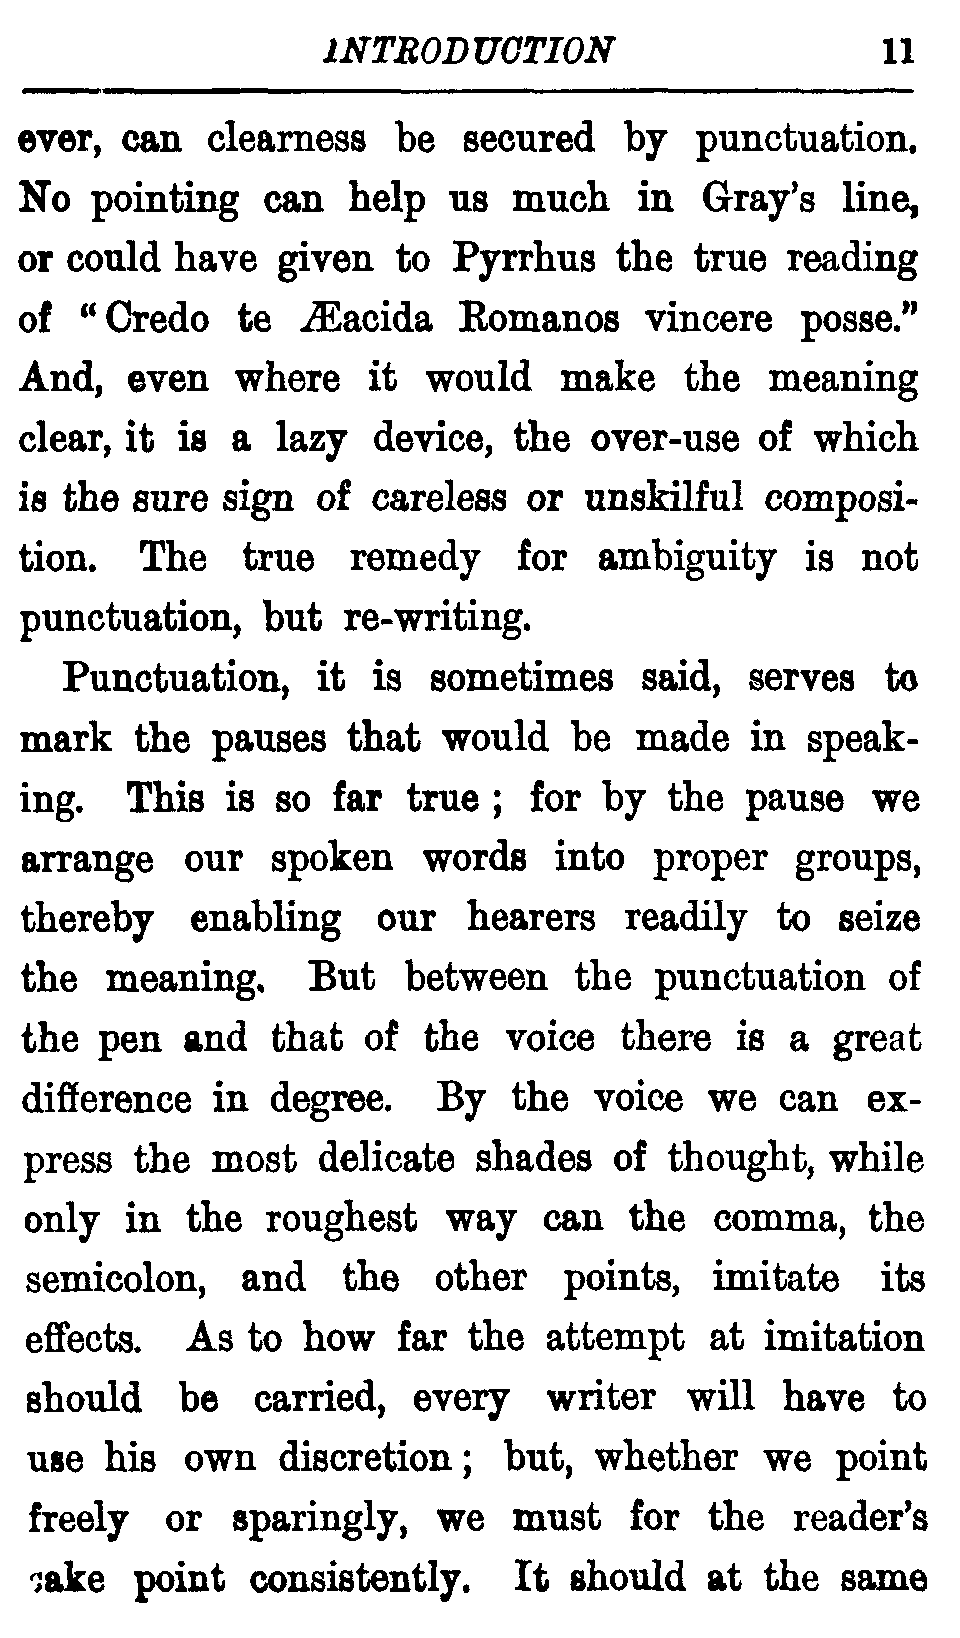 INTRODUCTION 11
ever, can clearness be secured by punctuation.
No pointing can help us much in Gray's line,
or could have given to Pyrrhus the true reading
of "Credo te Æacida Romanos vincere posse."
And, even where it would make the meaning
clear, it is a lazy device, the over-use of which
is the sure sign of careless or unskilful composi-
tion. The true remedy for ambiguity is not
punctuation, but re-writing.
Punctuation, it is sometimes said, serves to
mark the pauses that would be made in speak-
ing. This is so far true ; for by the pause we
arrange our spoken words into proper groups,
thereby enabling our hearers readily to seize
the meaning. But between the punctuation of
the pen and that of the voice there is a great
difference in degree. By the voice we can ex-
press the most delicate shades of thought, while
only in the roughest way can the comma, the
semicolon, and the other points, imitate its
effects. As to how far the attempt at imitation
should be carried, every writer will have to
use his own discretion ; but, whether we point
freely or sparingly, we must for the reader's
sake point consistently. It should at the same